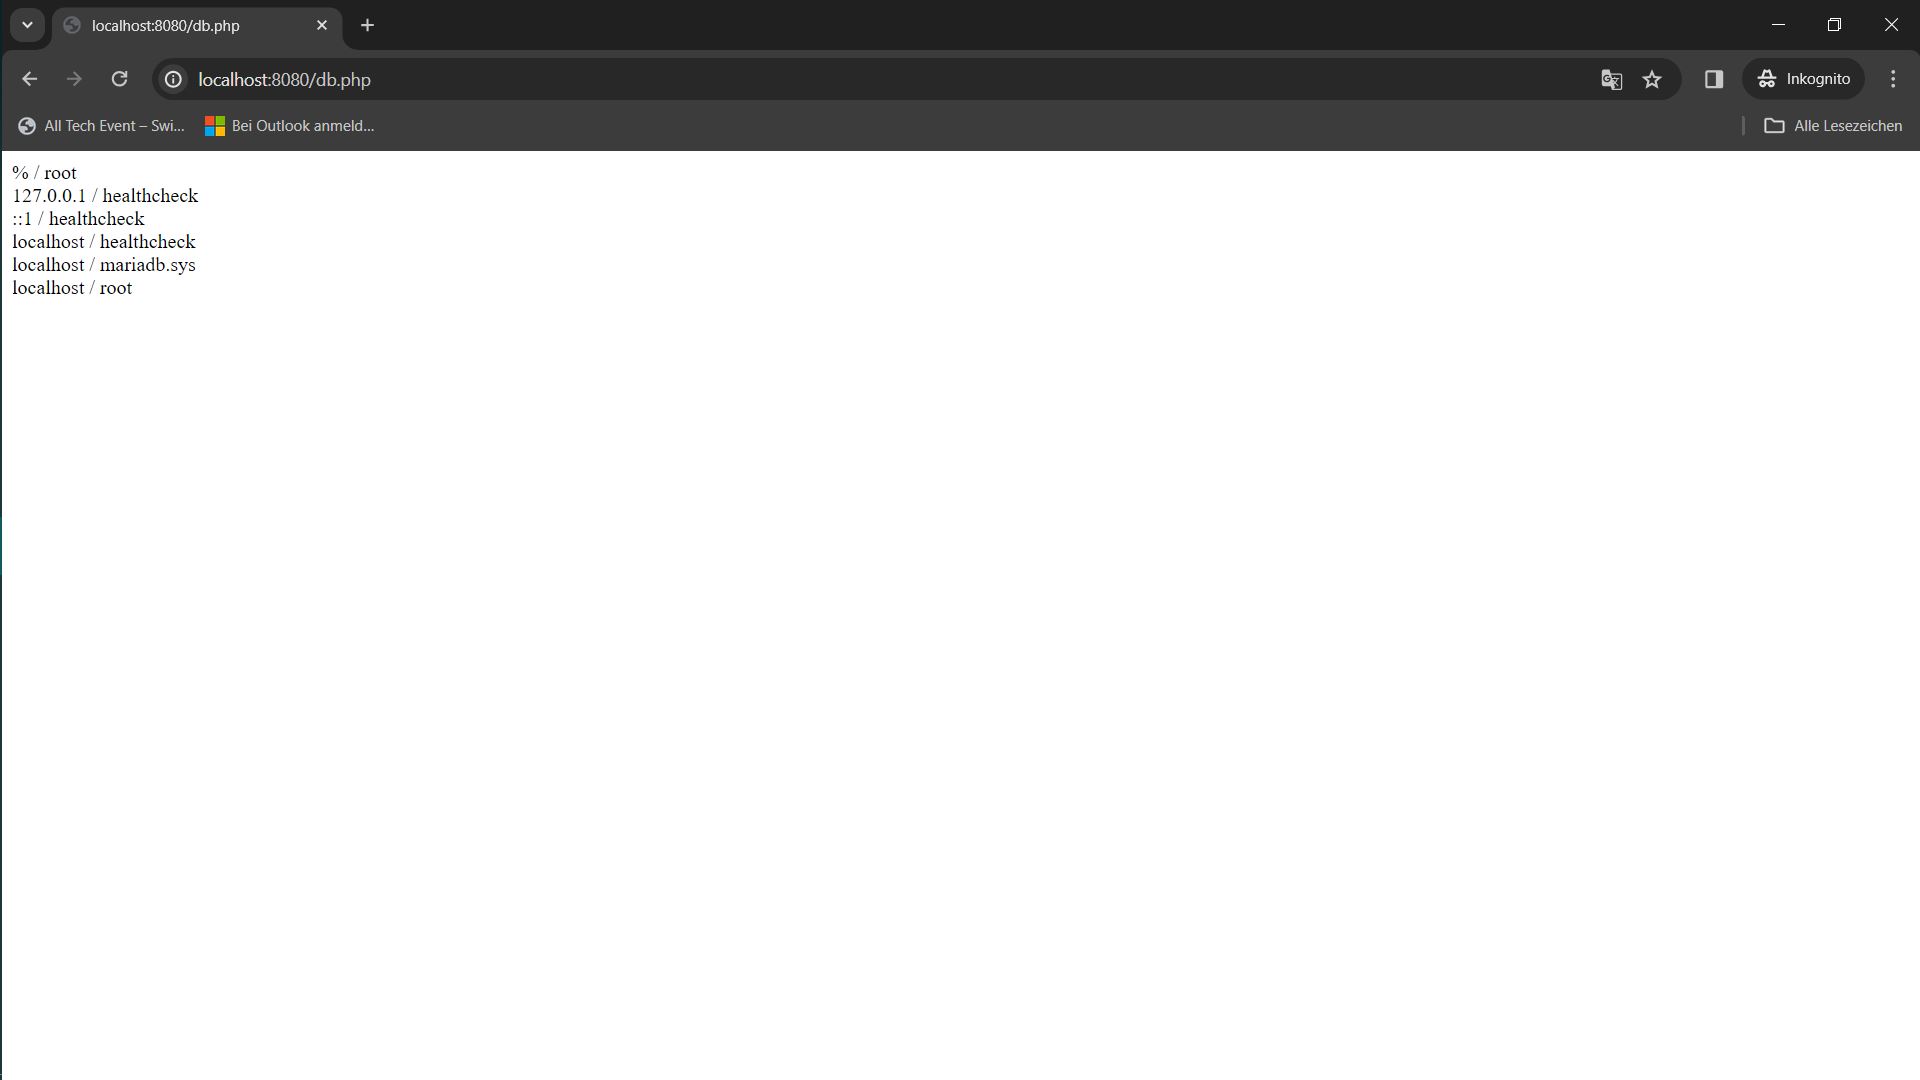 localhost:8080/db.php
localhost:8080/db.php
Inkognito
All Tech Event – Swi...
Bei Outlook anmeld...
Alle Lesezeichen
% / root
127.0.0.1 / healthcheck
::1 / healthcheck
localhost / healthcheck
localhost / mariadb.sys
localhost / root